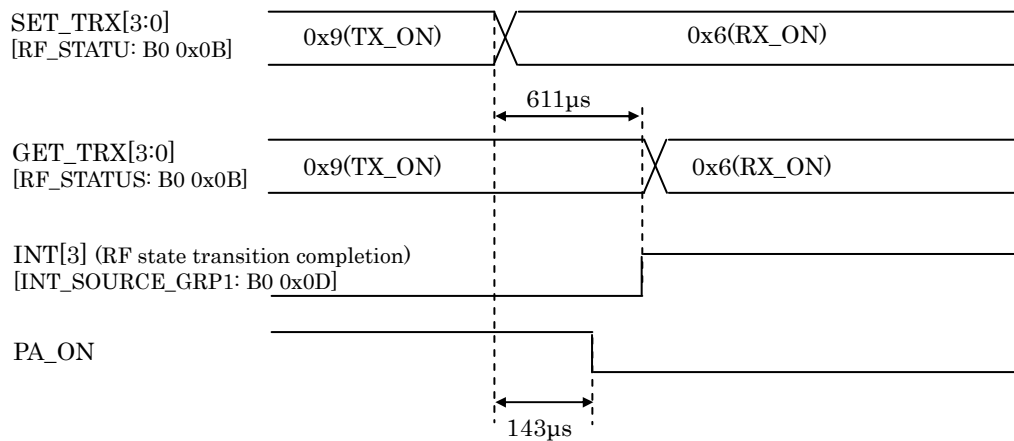 SET_TRX[3:0]
[RF_STATU: B0 0x0B]
0x9(TX_ON)
0x6(RX_ON)
611µs
GET_TRX[3:0]
[RF_STATUS: B0 0x0B]
0x9(TX_ON)
0x6(RX_ON)
INT[3] (RF state transition completion)
[INT_SOURCE_GRP1: B0 0x0D]
PA_ON
143µs